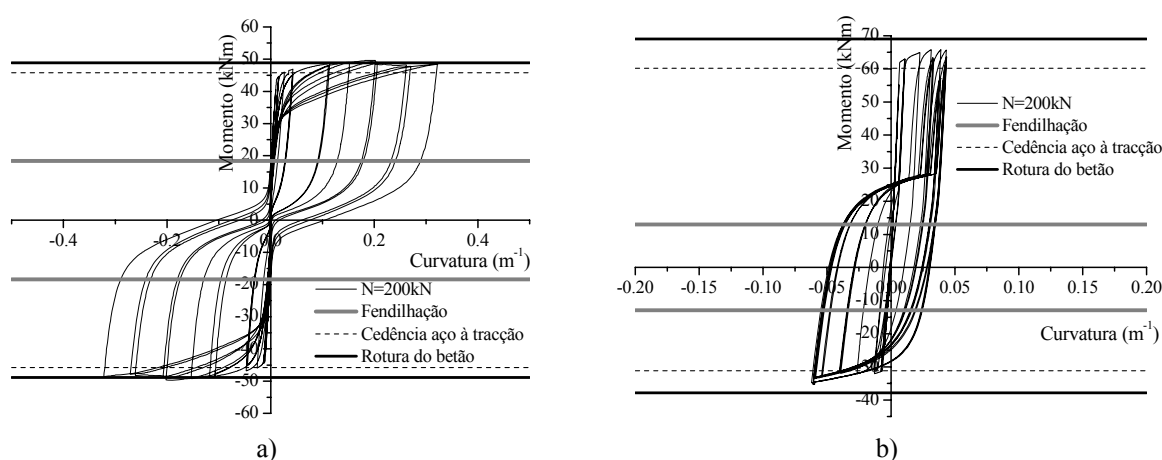 60
50
40
30
20
10
0
-10
-20
-30
-40
-50
-60
-0.4
-0.2
0.0
0.2
0.4
Momento (kNm)
Curvatura (m⁻¹)
N=200kN
Fendilhação
Cedência aço à tracção
Rotura do betão
a)
70
60
50
40
30
20
10
0
-10
-20
-30
-40
-0.20
-0.15
-0.10
-0.05
0.00
0.05
0.10
0.15
0.20
Momento (kNm)
N=200kN
Fendilhação
Cedência aço à tracção
Rotura do betão
Curvatura (m⁻¹)
b)